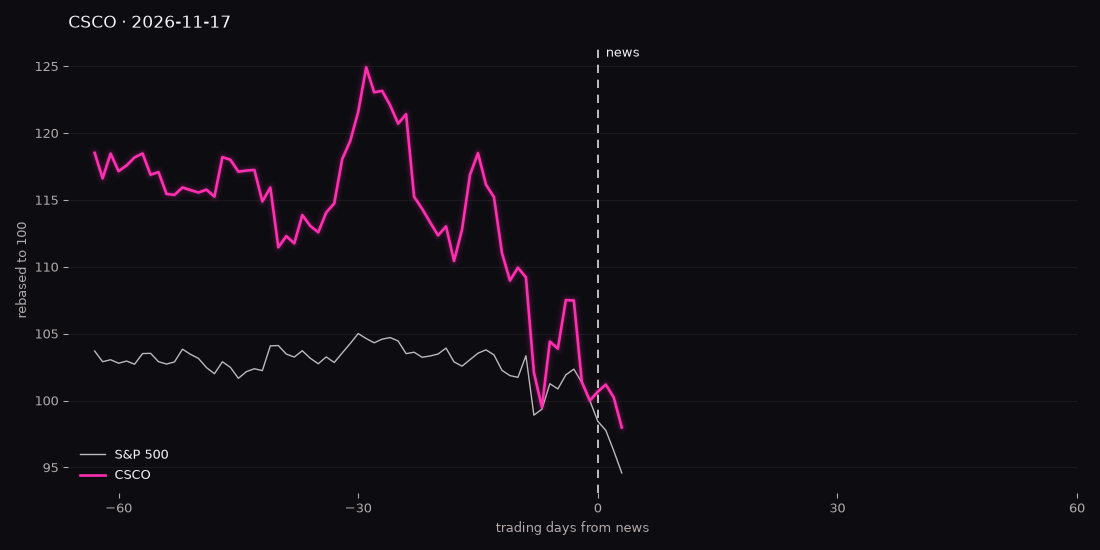 CSCO · 2026-11-17
news
125
120
115
110
105
100
95
rebased to 100
S&P 500
CSCO
−60
−30
0
30
60
trading days from news